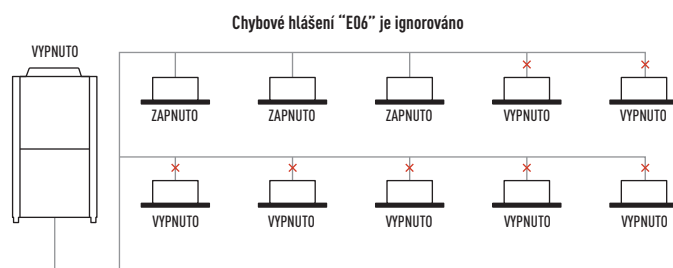 Chybové hlášení “E06” je ignorováno
VYPNUTO
ZAPNUTO ZAPNUTO ZAPNUTO VYPNUTO VYPNUTO
VYPNUTO VYPNUTO VYPNUTO VYPNUTO VYPNUTO